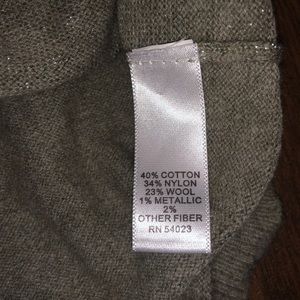 40% COTTON
34% NYLON
23% WOOL
1% METALLIC
2%
OTHER FIBER
RN 54023